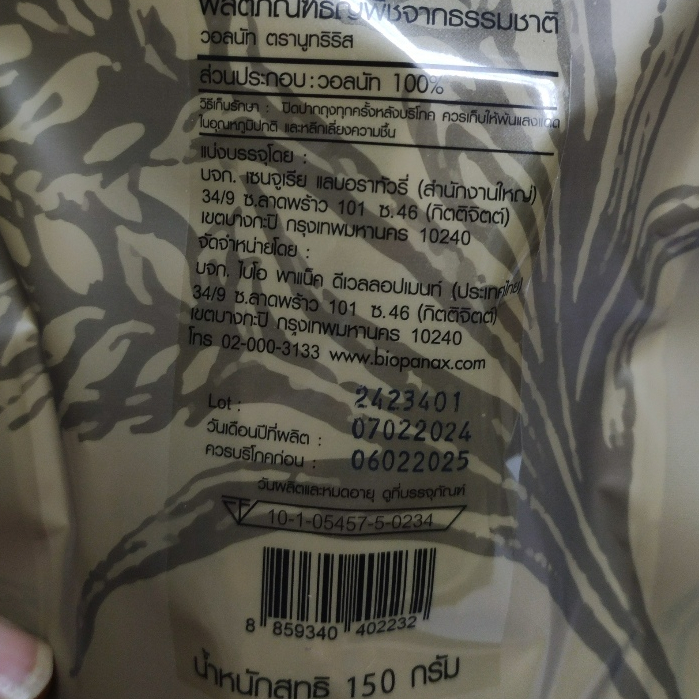 ผลิตภัณฑ์ธัญพืชจากธรรมชาติ
วอลนัท ตรานูทริริส
ส่วนประกอบ : วอลนัท 100%
วิธีเก็บรักษา : ปิดปากถุงทุกครั้งหลังบริโภค ควรเก็บให้พ้นแสงแดด
ในอุณหภูมิปกติ และหลีกเลี่ยงความชื้น
แบ่งบรรจุโดย :
บจก. เซนจูเรีย แลบอราทัวรี่ (สำนักงานใหญ่)
34/9 ซ.ลาดพร้าว 101 ซ.46 (กิตติจิตต์)
เขตบางกะปิ กรุงเทพมหานคร 10240
จัดจำหน่ายโดย :
บจก. ไบโอ พาแน็ค ดีเวลลอปเมนท์ (ประเทศไทย)
34/9 ซ.ลาดพร้าว 101 ซ.46 (กิตติจิตต์)
เขตบางกะปิ กรุงเทพมหานคร 10240
โทร 02-000-3133 www.biopanax.com
Lot : 2423401
วันเดือนปีที่ผลิต : 07022024
ควรบริโภคก่อน : 06022025
วันผลิตและหมดอายุ ดูที่บรรจุภัณฑ์
10-1-05457-5-0234
8 859340 402232
น้ำหนักสุทธิ 150 กรัม